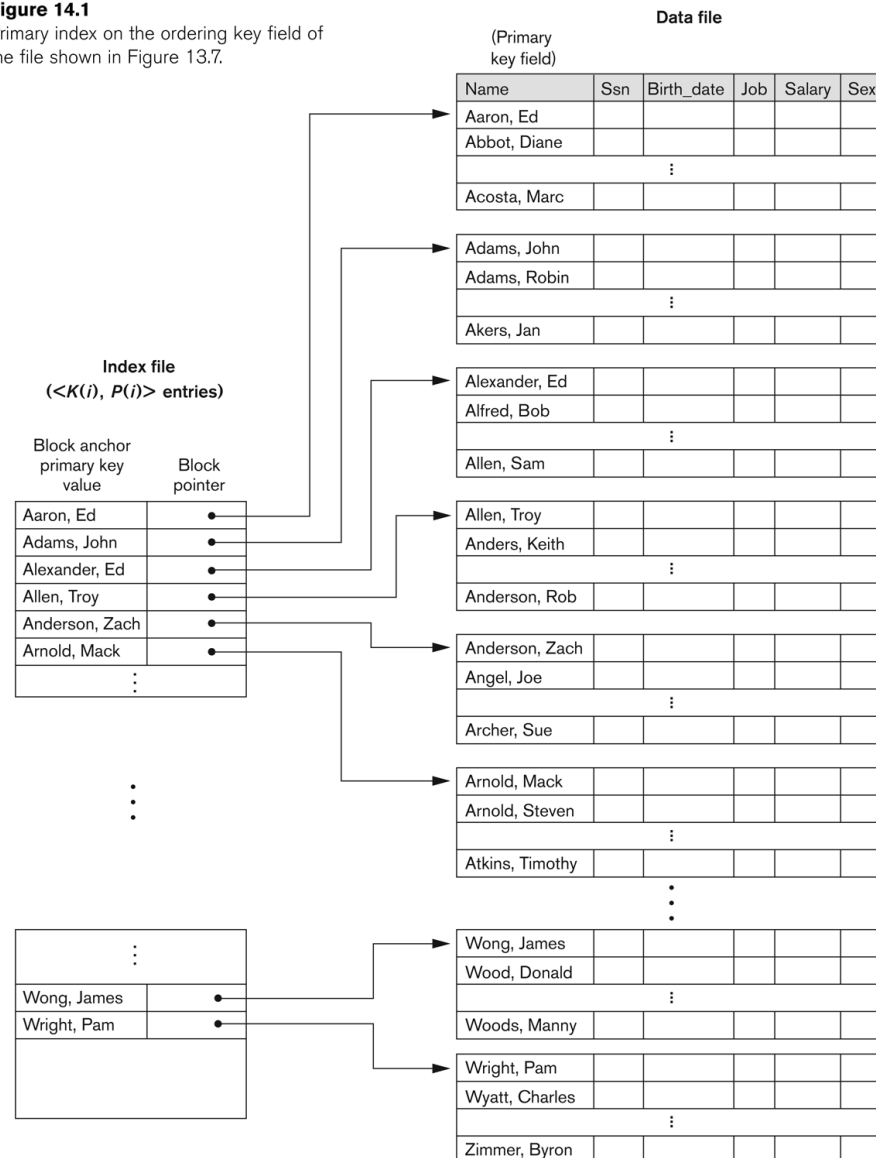 igure 14.1
rimary index on the ordering key field of
ne file shown in Figure 13.7.
Data file
(Primary
key field)
Name Ssn Birth_date Job Salary Sex
Aaron, Ed
Abbot, Diane
⋮
Acosta, Marc
Adams, John
Adams, Robin
⋮
Akers, Jan
Alexander, Ed
Alfred, Bob
⋮
Allen, Sam
Allen, Troy
Anders, Keith
⋮
Anderson, Rob
Anderson, Zach
Angel, Joe
⋮
Archer, Sue
Arnold, Mack
Arnold, Steven
⋮
Atkins, Timothy
⋮
Wong, James
Wood, Donald
⋮
Woods, Manny
Wright, Pam
Wyatt, Charles
⋮
Zimmer, Byron
Index file
(<K(i), P(i)> entries)
Block anchor
primary key
value
Block
pointer
Aaron, Ed
Adams, John
Alexander, Ed
Allen, Troy
Anderson, Zach
Arnold, Mack
⋮
⋮
⋮
Wong, James
Wright, Pam